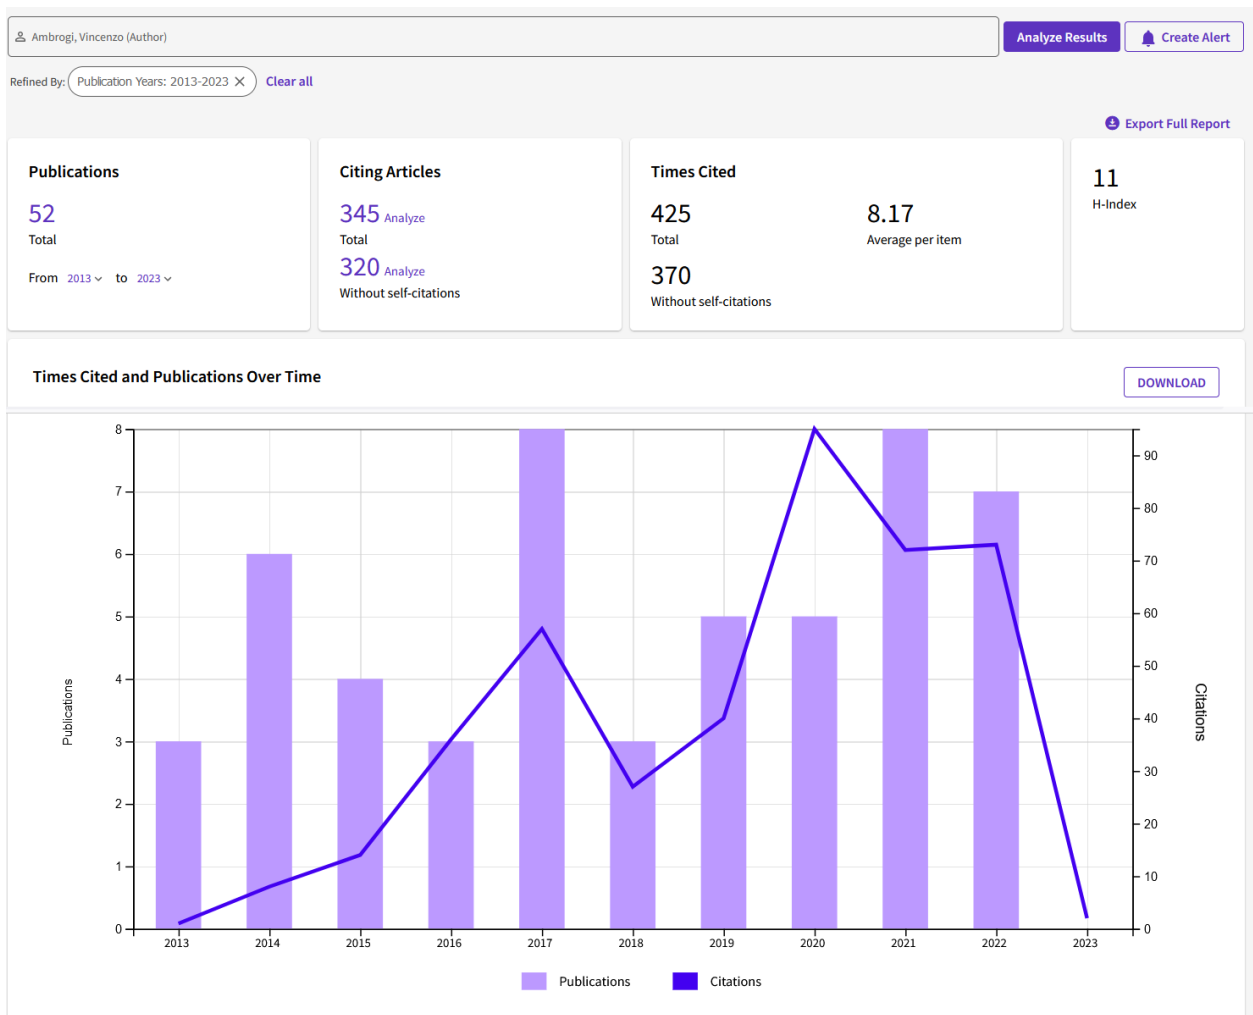 Ambrogi, Vincenzo (Author)
Analyze Results
Create Alert
Refined By:
Publication Years: 2013-2023
Clear all
Export Full Report
Publications
52
Total
From 2013 to 2023
Citing Articles
345 Analyze
Total
320 Analyze
Without self-citations
Times Cited
425
Total
370
Without self-citations
8.17
Average per item
11
H-Index
Times Cited and Publications Over Time
DOWNLOAD
8
7
6
5
4
3
2
1
0
Publications
90
80
70
60
50
40
30
20
10
0
Citations
2013 2014 2015 2016 2017 2018 2019 2020 2021 2022 2023
Publications Citations